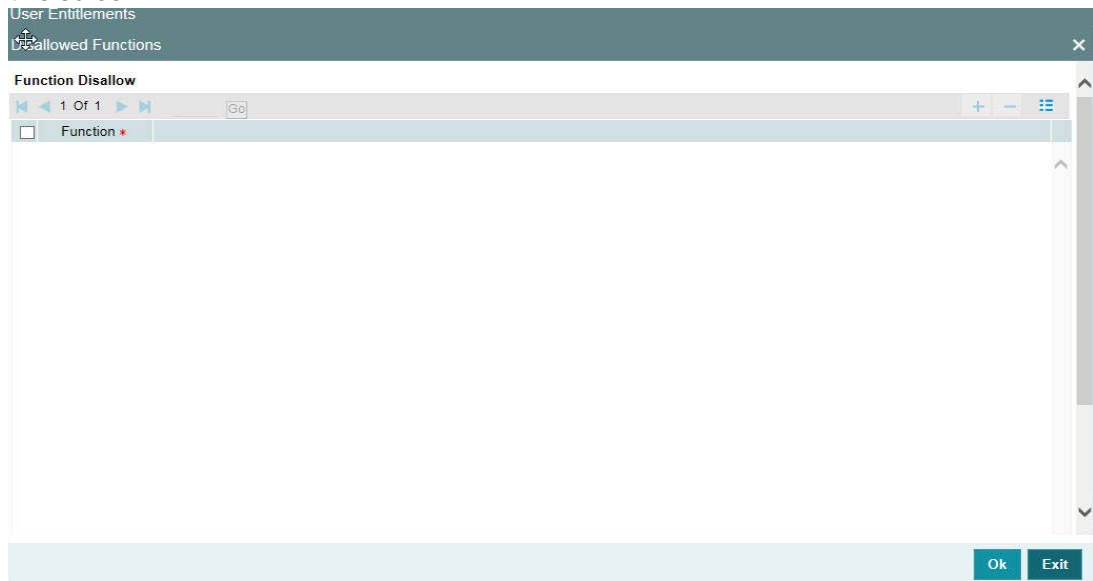 User Entitlements
Disallowed Functions
Function Disallow
1 Of 1 Go
Function *
Ok Exit